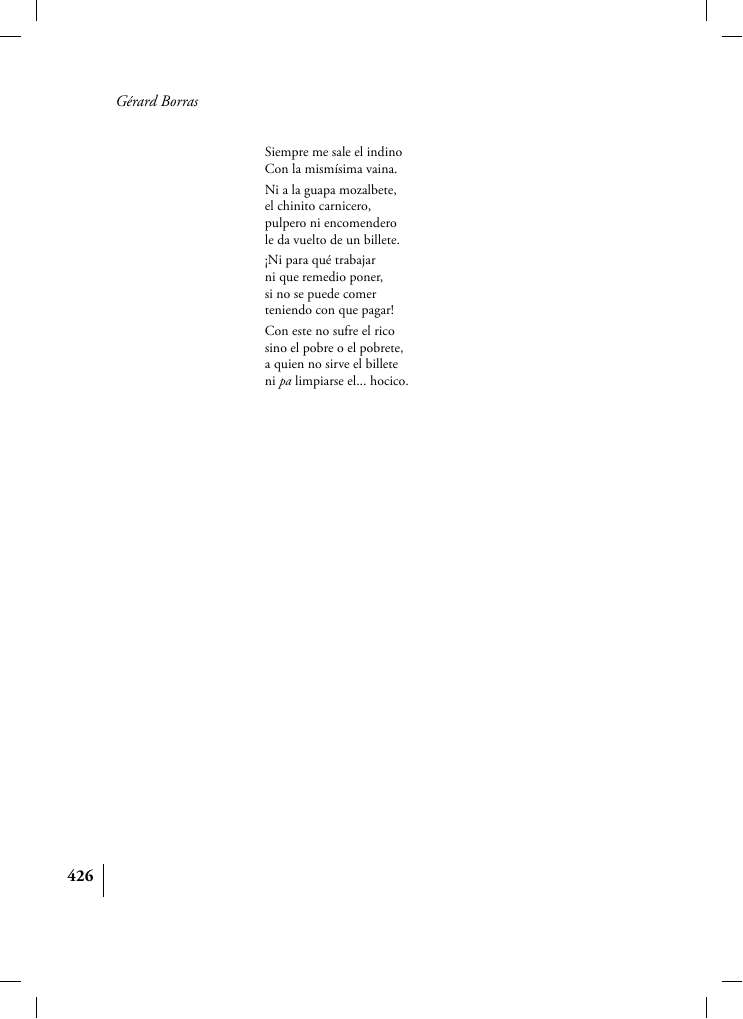 Gérard Borras
Siempre me sale el indino
Con la mismísima vaina.
Ni a la guapa mozalbete,
el chinito carnicero,
pulpero ni encomendero
le da vuelto de un billete.
¡Ni para qué trabajar
ni que remedio poner,
si no se puede comer
teniendo con que pagar!
Con este no sufre el rico
sino el pobre o el pobrete,
a quien no sirve el billete
ni pa limpiarse el... hocico.
426